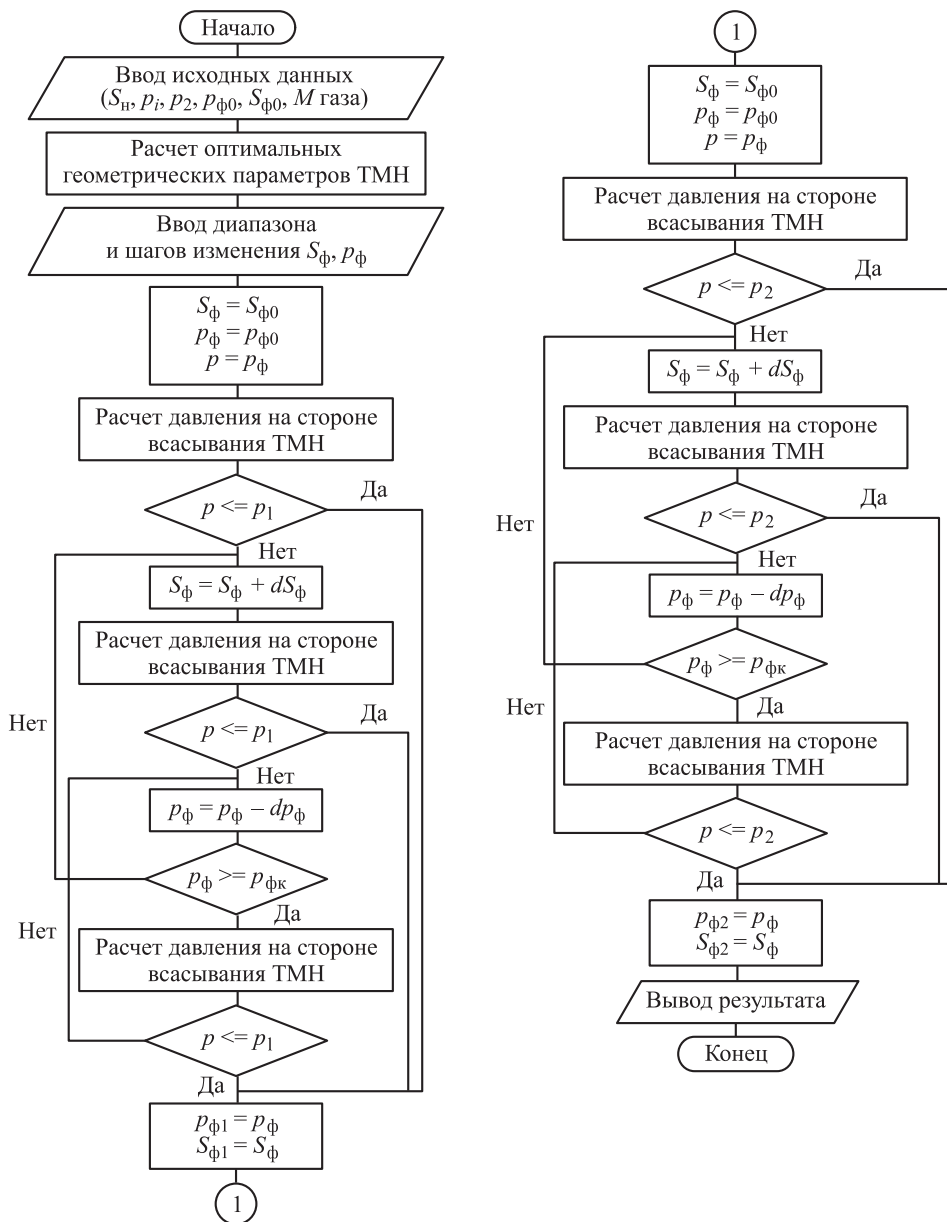 Начало
Ввод исходных данных
(Sн, pi, p2, pф0, Sф0, M газа)
Расчет оптимальных
геометрических параметров ТМН
Ввод диапазона
и шагов изменения Sф, pф
Sф = Sф0
pф = pф0
p = pф
Расчет давления на стороне
всасывания ТМН
p <= p1
Да
Нет
Sф = Sф + dSф
Расчет давления на стороне
всасывания ТМН
Нет
p <= p1
Да
Нет
pф = pф – dpф
pф >= pфк
Нет
Да
Расчет давления на стороне
всасывания ТМН
p <= p1
Да
pф1 = pф
Sф1 = Sф
1
1
Sф = Sф0
pф = pф0
p = pф
Расчет давления на стороне
всасывания ТМН
p <= p2
Да
Нет
Sф = Sф + dSф
Расчет давления на стороне
всасывания ТМН
Нет
p <= p2
Да
Нет
pф = pф – dpф
pф >= pфк
Нет
Да
Расчет давления на стороне
всасывания ТМН
p <= p2
Да
pф2 = pф
Sф2 = Sф
Вывод результата
Конец